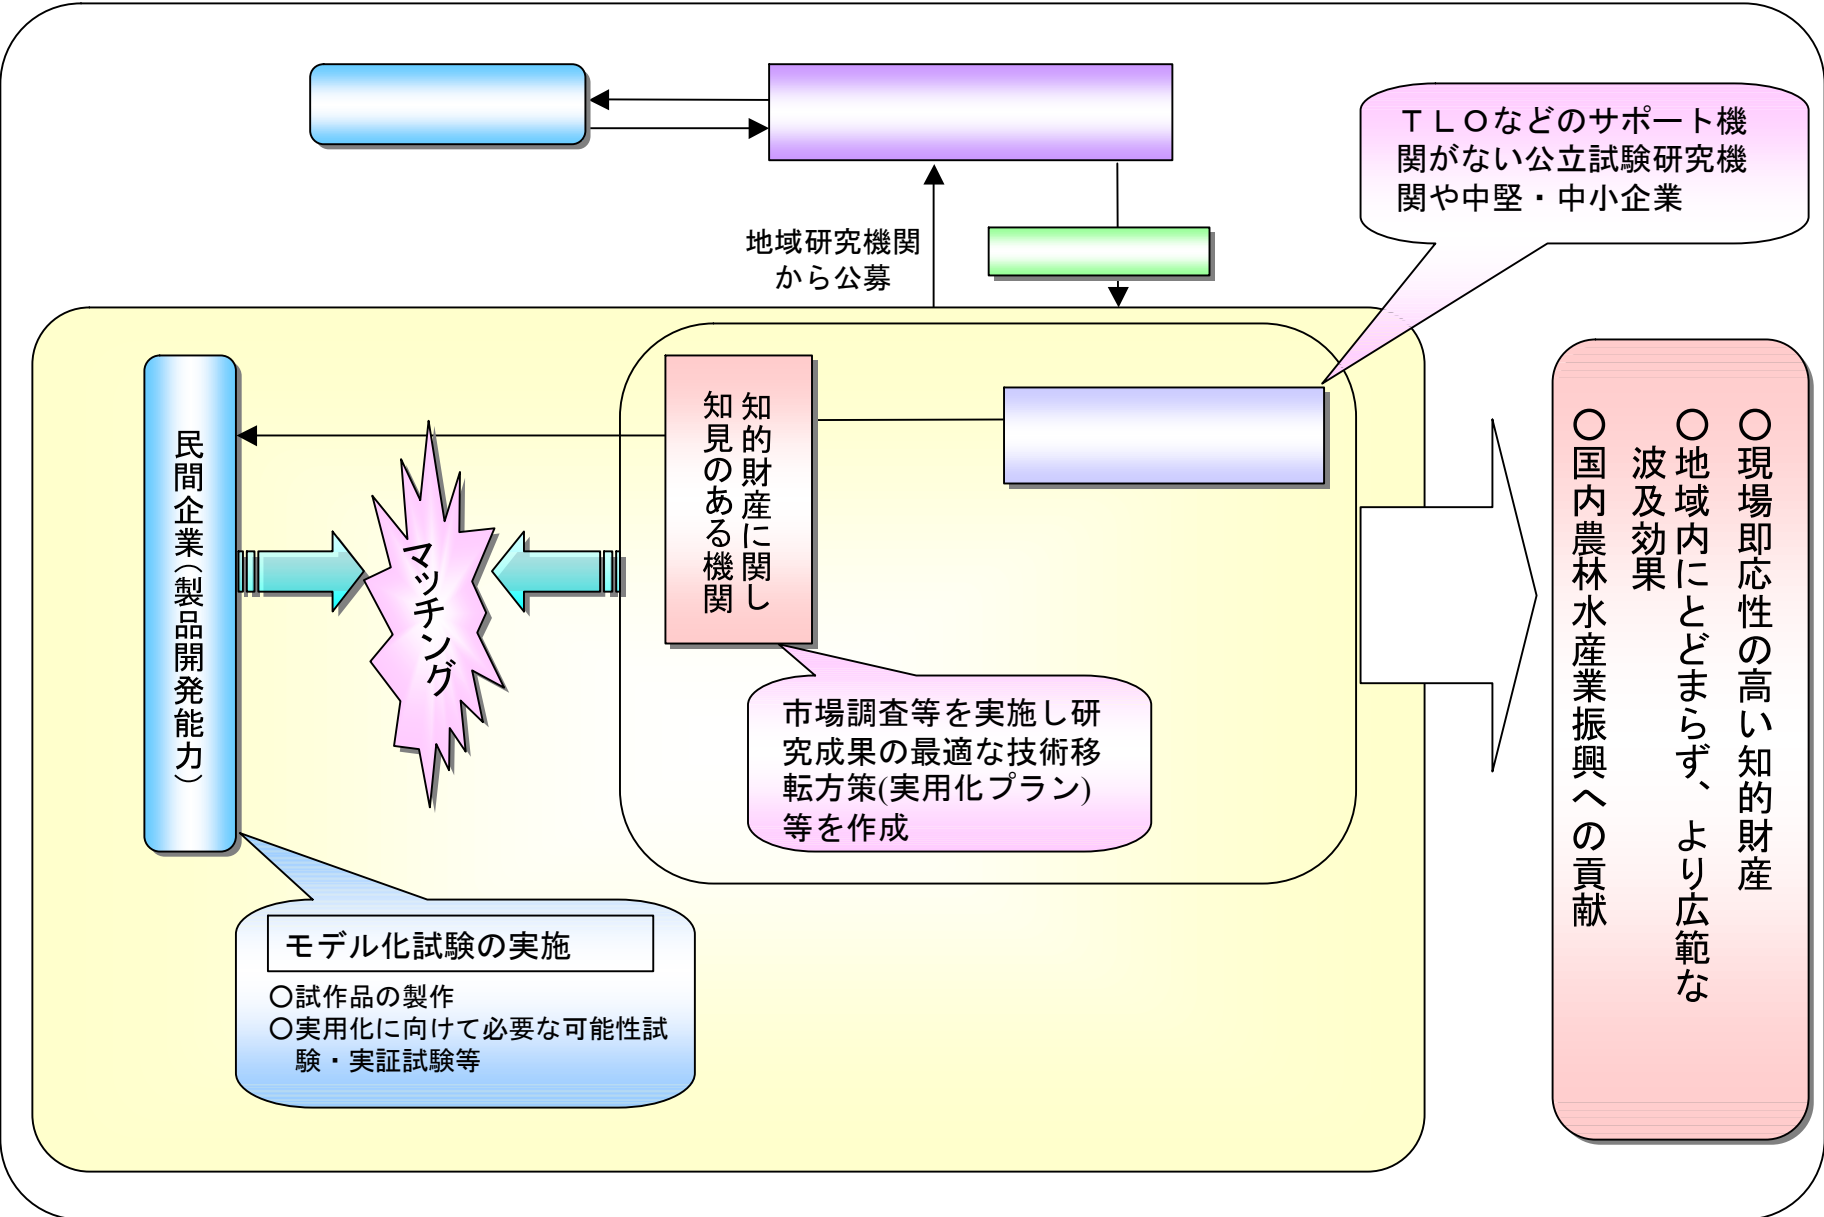 ＴＬＯなどのサポート機
関がない公立試験研究機
関や中堅・中小企業
地域研究機関
から公募
民間企業（製品開発能力）
マッチング
知的財産に関し
知見のある機関
市場調査等を実施し研
究成果の最適な技術移
転方策(実用化プラン)
等を作成
モデル化試験の実施
○試作品の製作
○実用化に向けて必要な可能性試
験・実証試験等
○現場即応性の高い知的財産
○地域内にとどまらず、より広範な
波及効果
○国内農林水産業振興への貢献